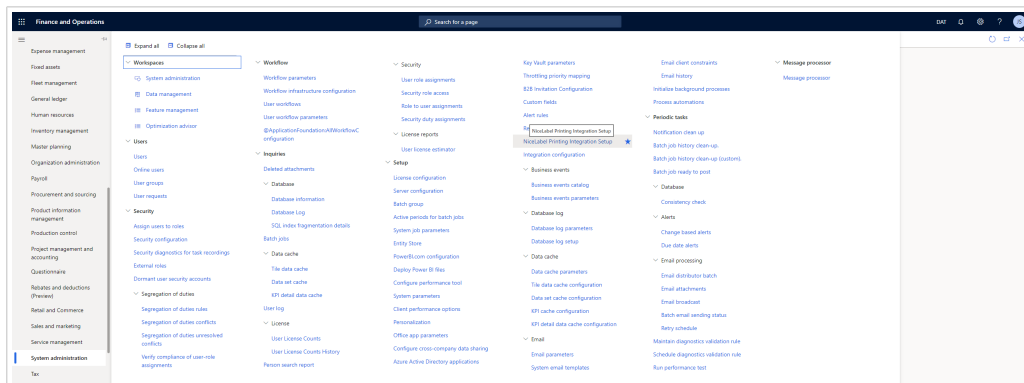 Finance and Operations
Search for a page
DAT
?
Expense management
Fixed assets
Fleet management
General ledger
Human resources
Inventory management
Master planning
Organization administration
Payroll
Procurement and sourcing
Product information
management
Production control
Project management and
accounting
Questionnaire
Rebates and deductions
(Preview)
Retail and Commerce
Sales and marketing
Service management
System administration
Tax
Expand all
Collapse all
Workspaces
System administration
Data management
Feature management
Optimization advisor
Users
Users
Online users
User groups
User requests
Security
Assign users to roles
Security configuration
Security diagnostics for task recordings
External roles
Dormant user security accounts
Segregation of duties
Segregation of duties rules
Segregation of duties conflicts
Segregation of duties unresolved
conflicts
Verify compliance of user-role
assignments
Workflow
Workflow parameters
Workflow infrastructure configuration
User workflows
User workflow parameters
@ApplicationFoundationAllWorkflowC
onfiguration
Inquiries
Deleted attachments
Database
Database information
Database Log
SQL index fragmentation details
Batch jobs
Data cache
Tile data cache
Data set cache
KPI detail data cache
User log
License
User License Counts
User License Counts History
Person search report
Security
User role assignments
Security role access
Role to user assignments
Security duty assignments
License reports
User license estimator
Setup
License configuration
Server configuration
Batch group
Active periods for batch jobs
System job parameters
Entity Store
PowerBI.com configuration
Deploy Power BI files
Configure performance tool
System parameters
Client performance options
Personalization
Office app parameters
Configure cross-company data sharing
Azure Active Directory applications
Key Vault parameters
Throttling priority mapping
B2B Invitation Configuration
Custom fields
Alert rules
NiceLabel Printing Integration Setup
NiceLabel Printing Integration Setup
Integration configuration
Business events
Business events catalog
Business events parameters
Database log
Database log parameters
Database log setup
Data cache
Data cache parameters
Tile data cache configuration
Data set cache configuration
KPI cache configuration
KPI detail data cache configuration
Email
Email parameters
System email templates
Email client constraints
Email history
Initialize background processes
Process automations
Periodic tasks
Notification clean up
Batch job history clean-up.
Batch job history clean-up (custom).
Batch job ready to post
Database
Consistency check
Alerts
Change based alerts
Due date alerts
Email processing
Email distributor batch
Email attachments
Email broadcast
Batch email sending status
Retry schedule
Maintain diagnostics validation rule
Schedule diagnostics validation rule
Run performance test
Message processor
Message processor